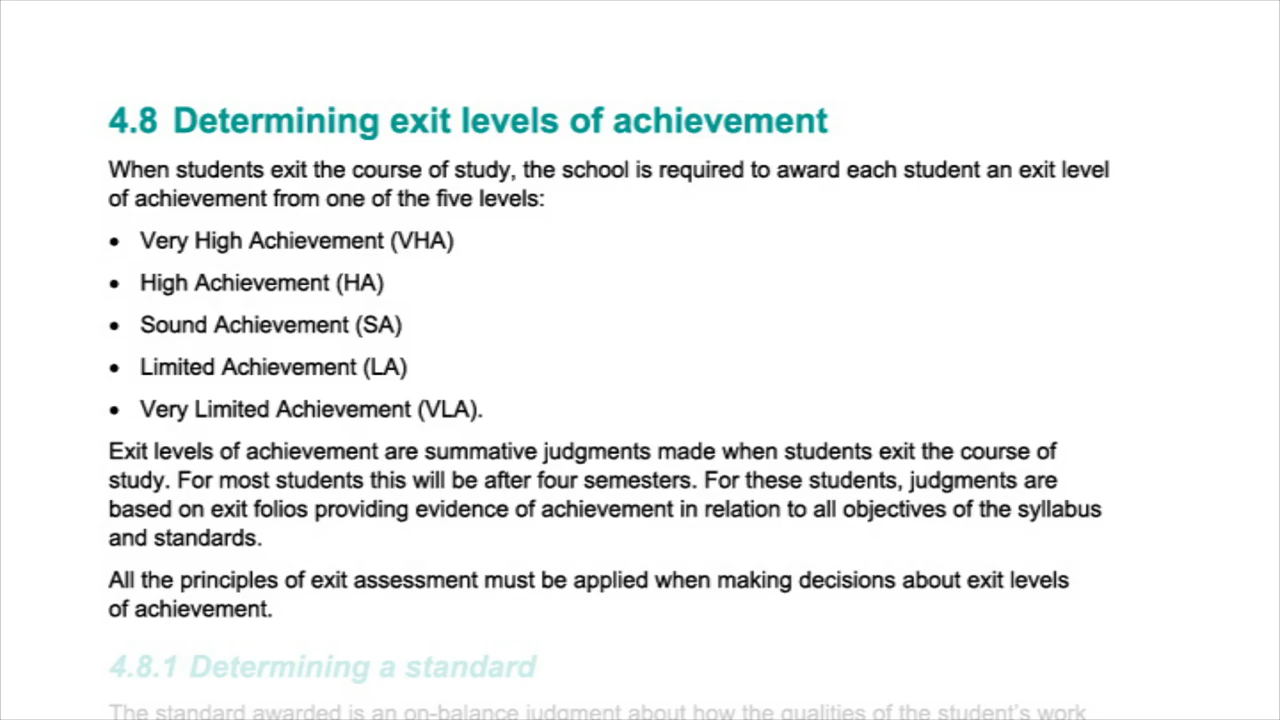 4.8 Determining exit levels of achievement
When students exit the course of study, the school is required to award each student an exit level
of achievement from one of the five levels:
• Very High Achievement (VHA)
• High Achievement (HA)
• Sound Achievement (SA)
• Limited Achievement (LA)
• Very Limited Achievement (VLA).
Exit levels of achievement are summative judgments made when students exit the course of
study. For most students this will be after four semesters. For these students, judgments are
based on exit folios providing evidence of achievement in relation to all objectives of the syllabus
and standards.
All the principles of exit assessment must be applied when making decisions about exit levels
of achievement.
4.8.1 Determining a standard
The standard awarded is an on-balance judgment about how the qualities of the student's work